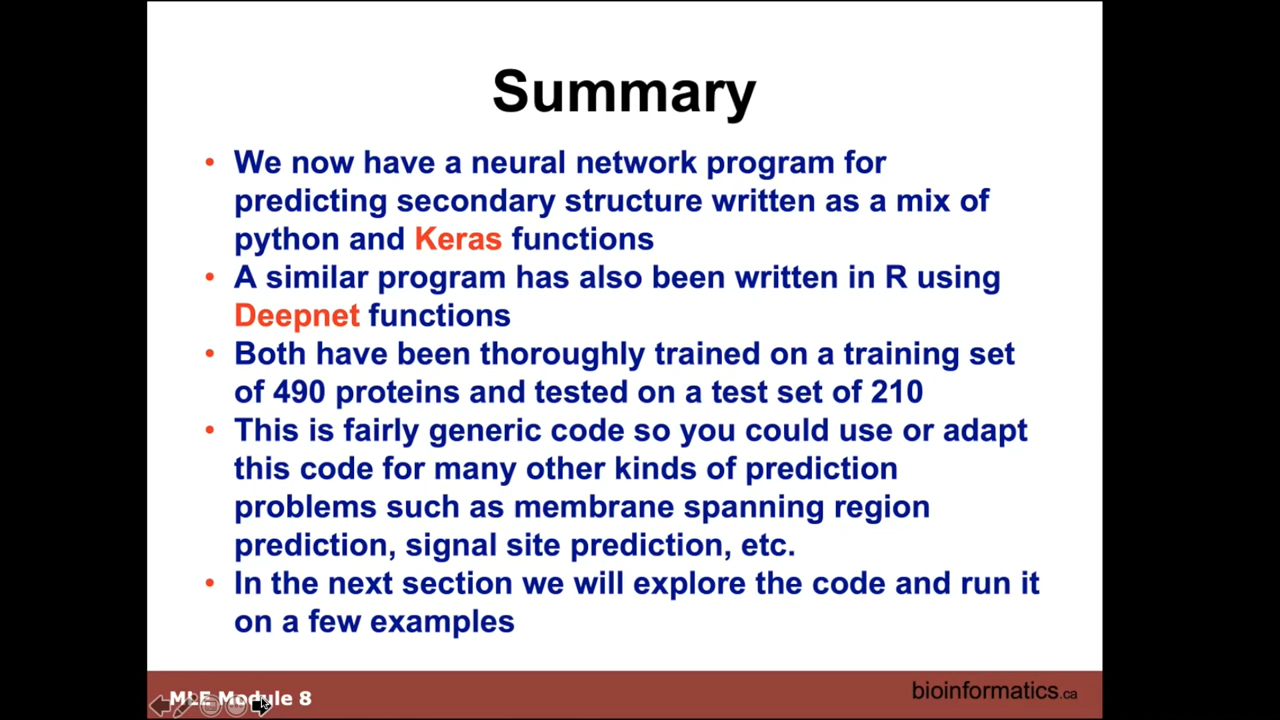 Summary
• We now have a neural network program for
predicting secondary structure written as a mix of
python and Keras functions
• A similar program has also been written in R using
Deepnet functions
• Both have been thoroughly trained on a training set
of 490 proteins and tested on a test set of 210
• This is fairly generic code so you could use or adapt
this code for many other kinds of prediction
problems such as membrane spanning region
prediction, signal site prediction, etc.
• In the next section we will explore the code and run it
on a few examples
MLE Module 8
bioinformatics.ca